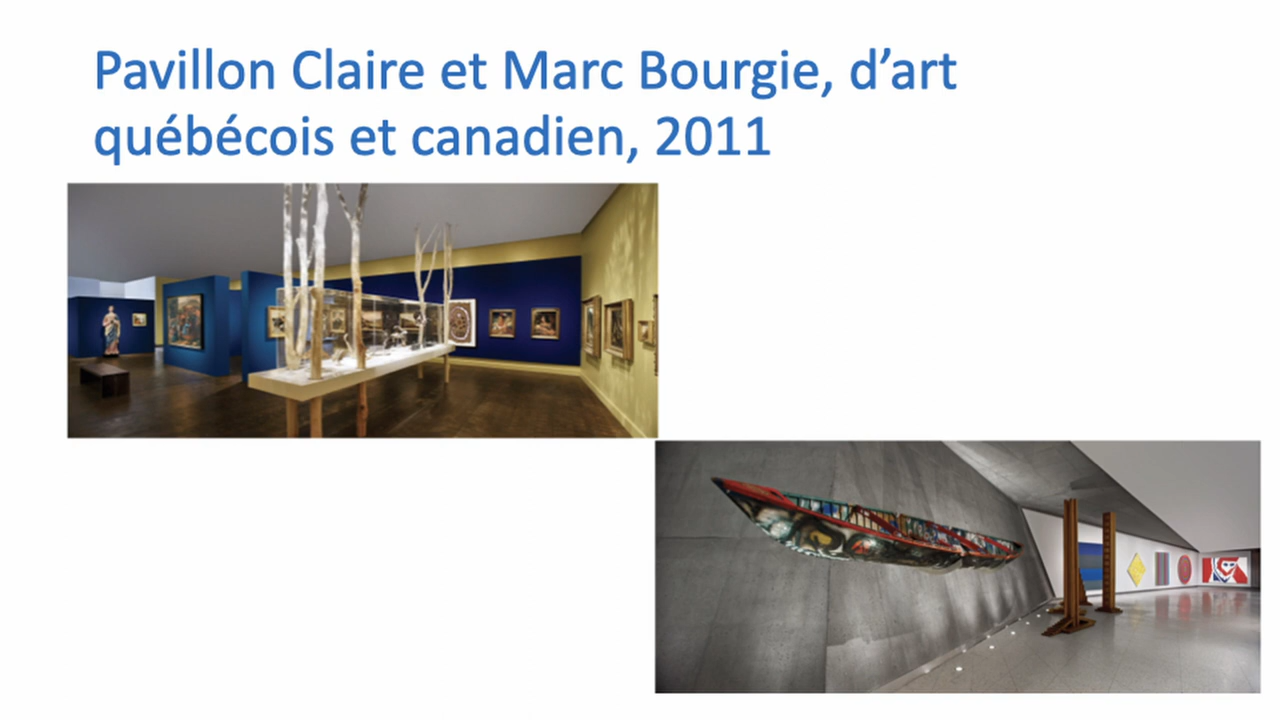 Pavillon Claire et Marc Bourgie, d’art
québécois et canadien, 2011